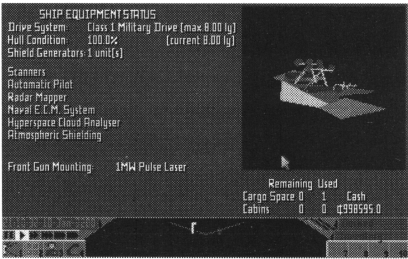 SHIP EQUIPMENT STATUS
Drive System: Class 1 Military Drive (max 8.00 ly)
Hull Condition: 100.0% (current 8.00 ly)
Shield Generators: 1 unit(s)
Scanners
Automatic Pilot
Radar Mapper
Naval E.C.M. System
Hyperspace Cloud Analyser
Atmospheric Shielding
Front Gun Mounting: 1MW Pulse Laser
Remaining Used
Cargo Space 0 1 Cash
Cabins 0 0 ₵998595.0